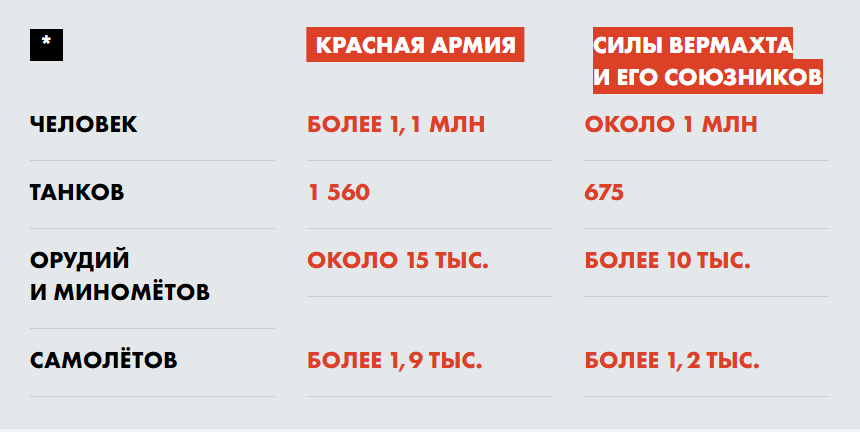 *
КРАСНАЯ АРМИЯ
СИЛЫ ВЕРМАХТА
И ЕГО СОЮЗНИКОВ
ЧЕЛОВЕК
БОЛЕЕ 1,1 МЛН
ОКОЛО 1 МЛН
ТАНКОВ
1 560
675
ОРУДИЙ
И МИНОМЁТОВ
ОКОЛО 15 ТЫС.
БОЛЕЕ 10 ТЫС.
САМОЛЁТОВ
БОЛЕЕ 1,9 ТЫС.
БОЛЕЕ 1,2 ТЫС.